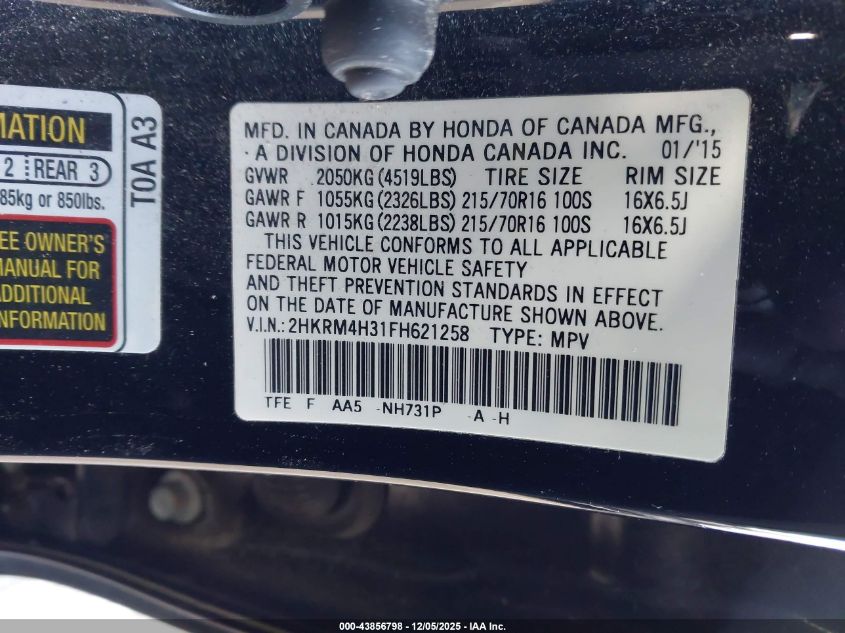 MATION
2 REAR 3
85kg or 850lbs.
EE OWNER'S
MANUAL FOR
ADDITIONAL
NFORMATION
TOA A3
MFD. IN CANADA BY HONDA OF CANADA MFG.,
A DIVISION OF HONDA CANADA INC. 01/'15
GVWR 2050KG (4519LBS) TIRE SIZE RIM SIZE
GAWR F 1055KG (2326LBS) 215/70R16 100S 16X6.5J
GAWR R 1015KG (2238LBS) 215/70R16 100S 16X6.5J
THIS VEHICLE CONFORMS TO ALL APPLICABLE
FEDERAL MOTOR VEHICLE SAFETY
AND THEFT PREVENTION STANDARDS IN EFFECT
ON THE DATE OF MANUFACTURE SHOWN ABOVE.
V.I.N.: 2HKRM4H31FH621258 TYPE: MPV
TFE F AA5 -NH731P -A -H
000-43856798 - 12/05/2025 - IAA Inc.